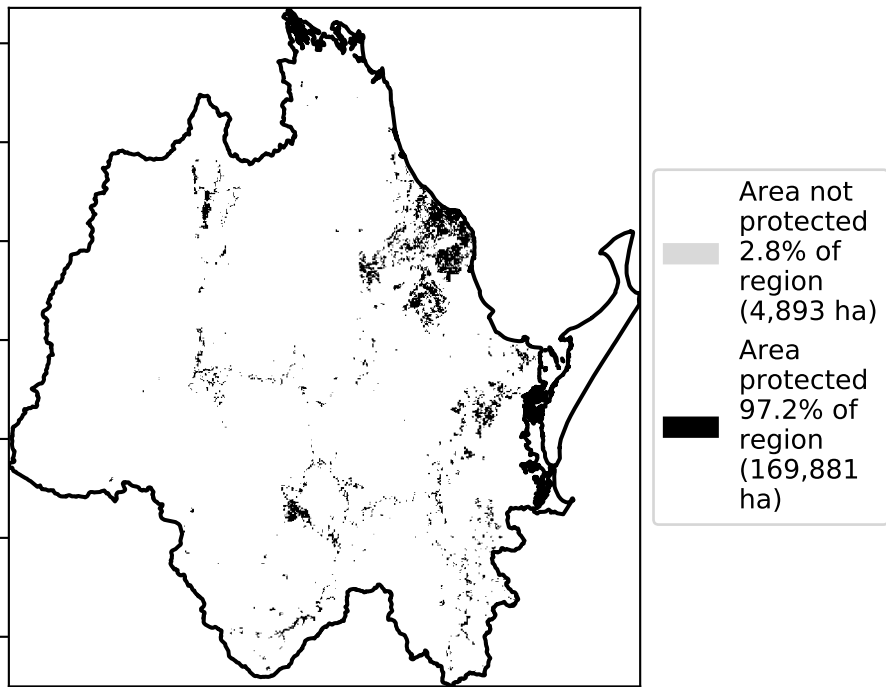 Area not
protected
2.8% of
region
(4,893 ha)
Area
protected
97.2% of
region
(169,881
ha)